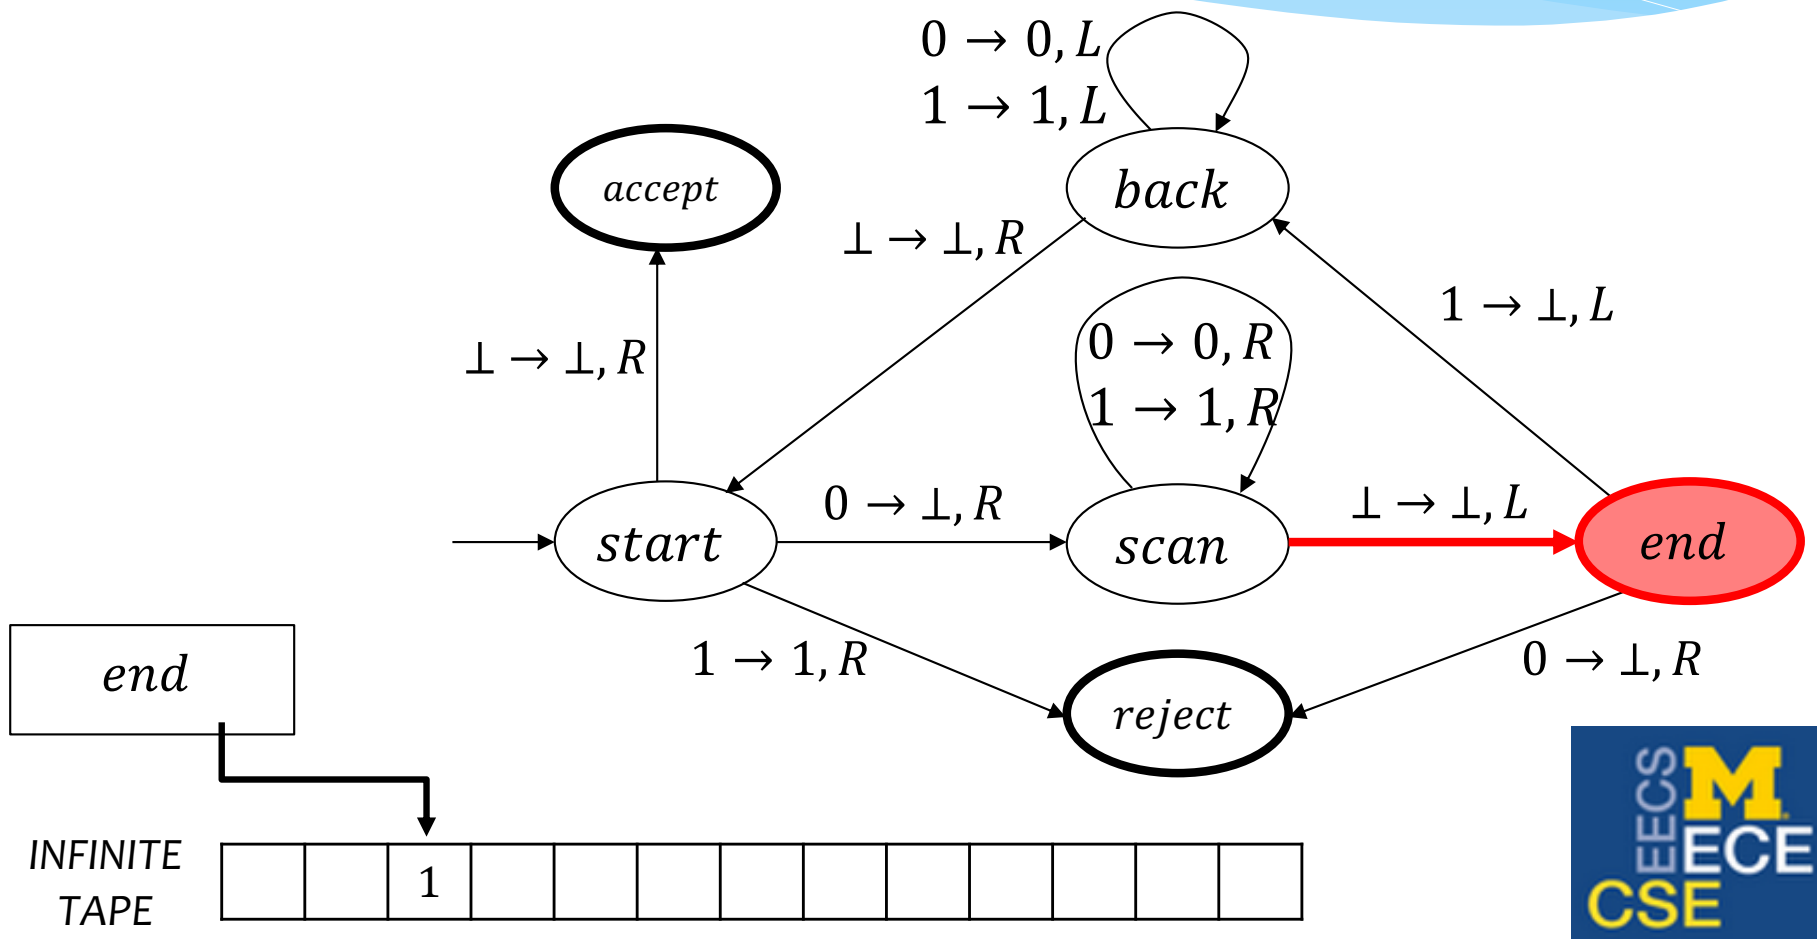 0 → 0, L
1 → 1, L
accept
back
⊥ → ⊥, R
1 → ⊥, L
⊥ → ⊥, R
0 → 0, R
1 → 1, R
0 → ⊥, R
⊥ → ⊥, L
start
scan
end
1 → 1, R
0 → ⊥, R
end
reject
INFINITE
TAPE
1
EECS
M
ECE
CSE